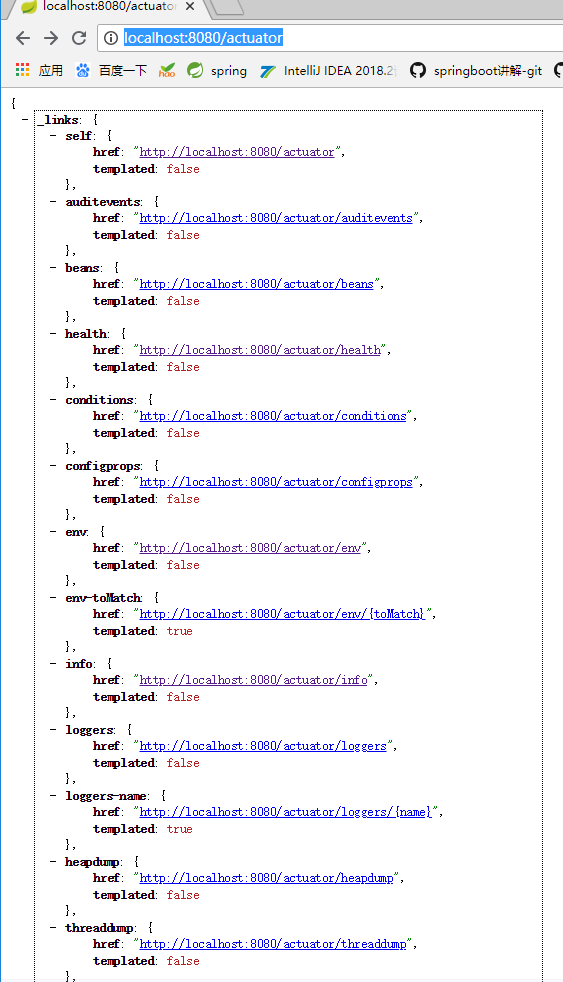 localhost:8080/actuator
localhost:8080/actuator
应用 百度一下 hao spring IntelliJ IDEA 2018.2 springboot讲解-git
{
- _links: {
- self: {
href: "http://localhost:8080/actuator",
templated: false
},
- auditevents: {
href: "http://localhost:8080/actuator/auditevents",
templated: false
},
- beans: {
href: "http://localhost:8080/actuator/beans",
templated: false
},
- health: {
href: "http://localhost:8080/actuator/health",
templated: false
},
- conditions: {
href: "http://localhost:8080/actuator/conditions",
templated: false
},
- configprops: {
href: "http://localhost:8080/actuator/configprops",
templated: false
},
- env: {
href: "http://localhost:8080/actuator/env",
templated: false
},
- env-toMatch: {
href: "http://localhost:8080/actuator/env/{toMatch}",
templated: true
},
- info: {
href: "http://localhost:8080/actuator/info",
templated: false
},
- loggers: {
href: "http://localhost:8080/actuator/loggers",
templated: false
},
- loggers-name: {
href: "http://localhost:8080/actuator/loggers/{name}",
templated: true
},
- heapdump: {
href: "http://localhost:8080/actuator/heapdump",
templated: false
},
- threaddump: {
href: "http://localhost:8080/actuator/threaddump",
templated: false
},